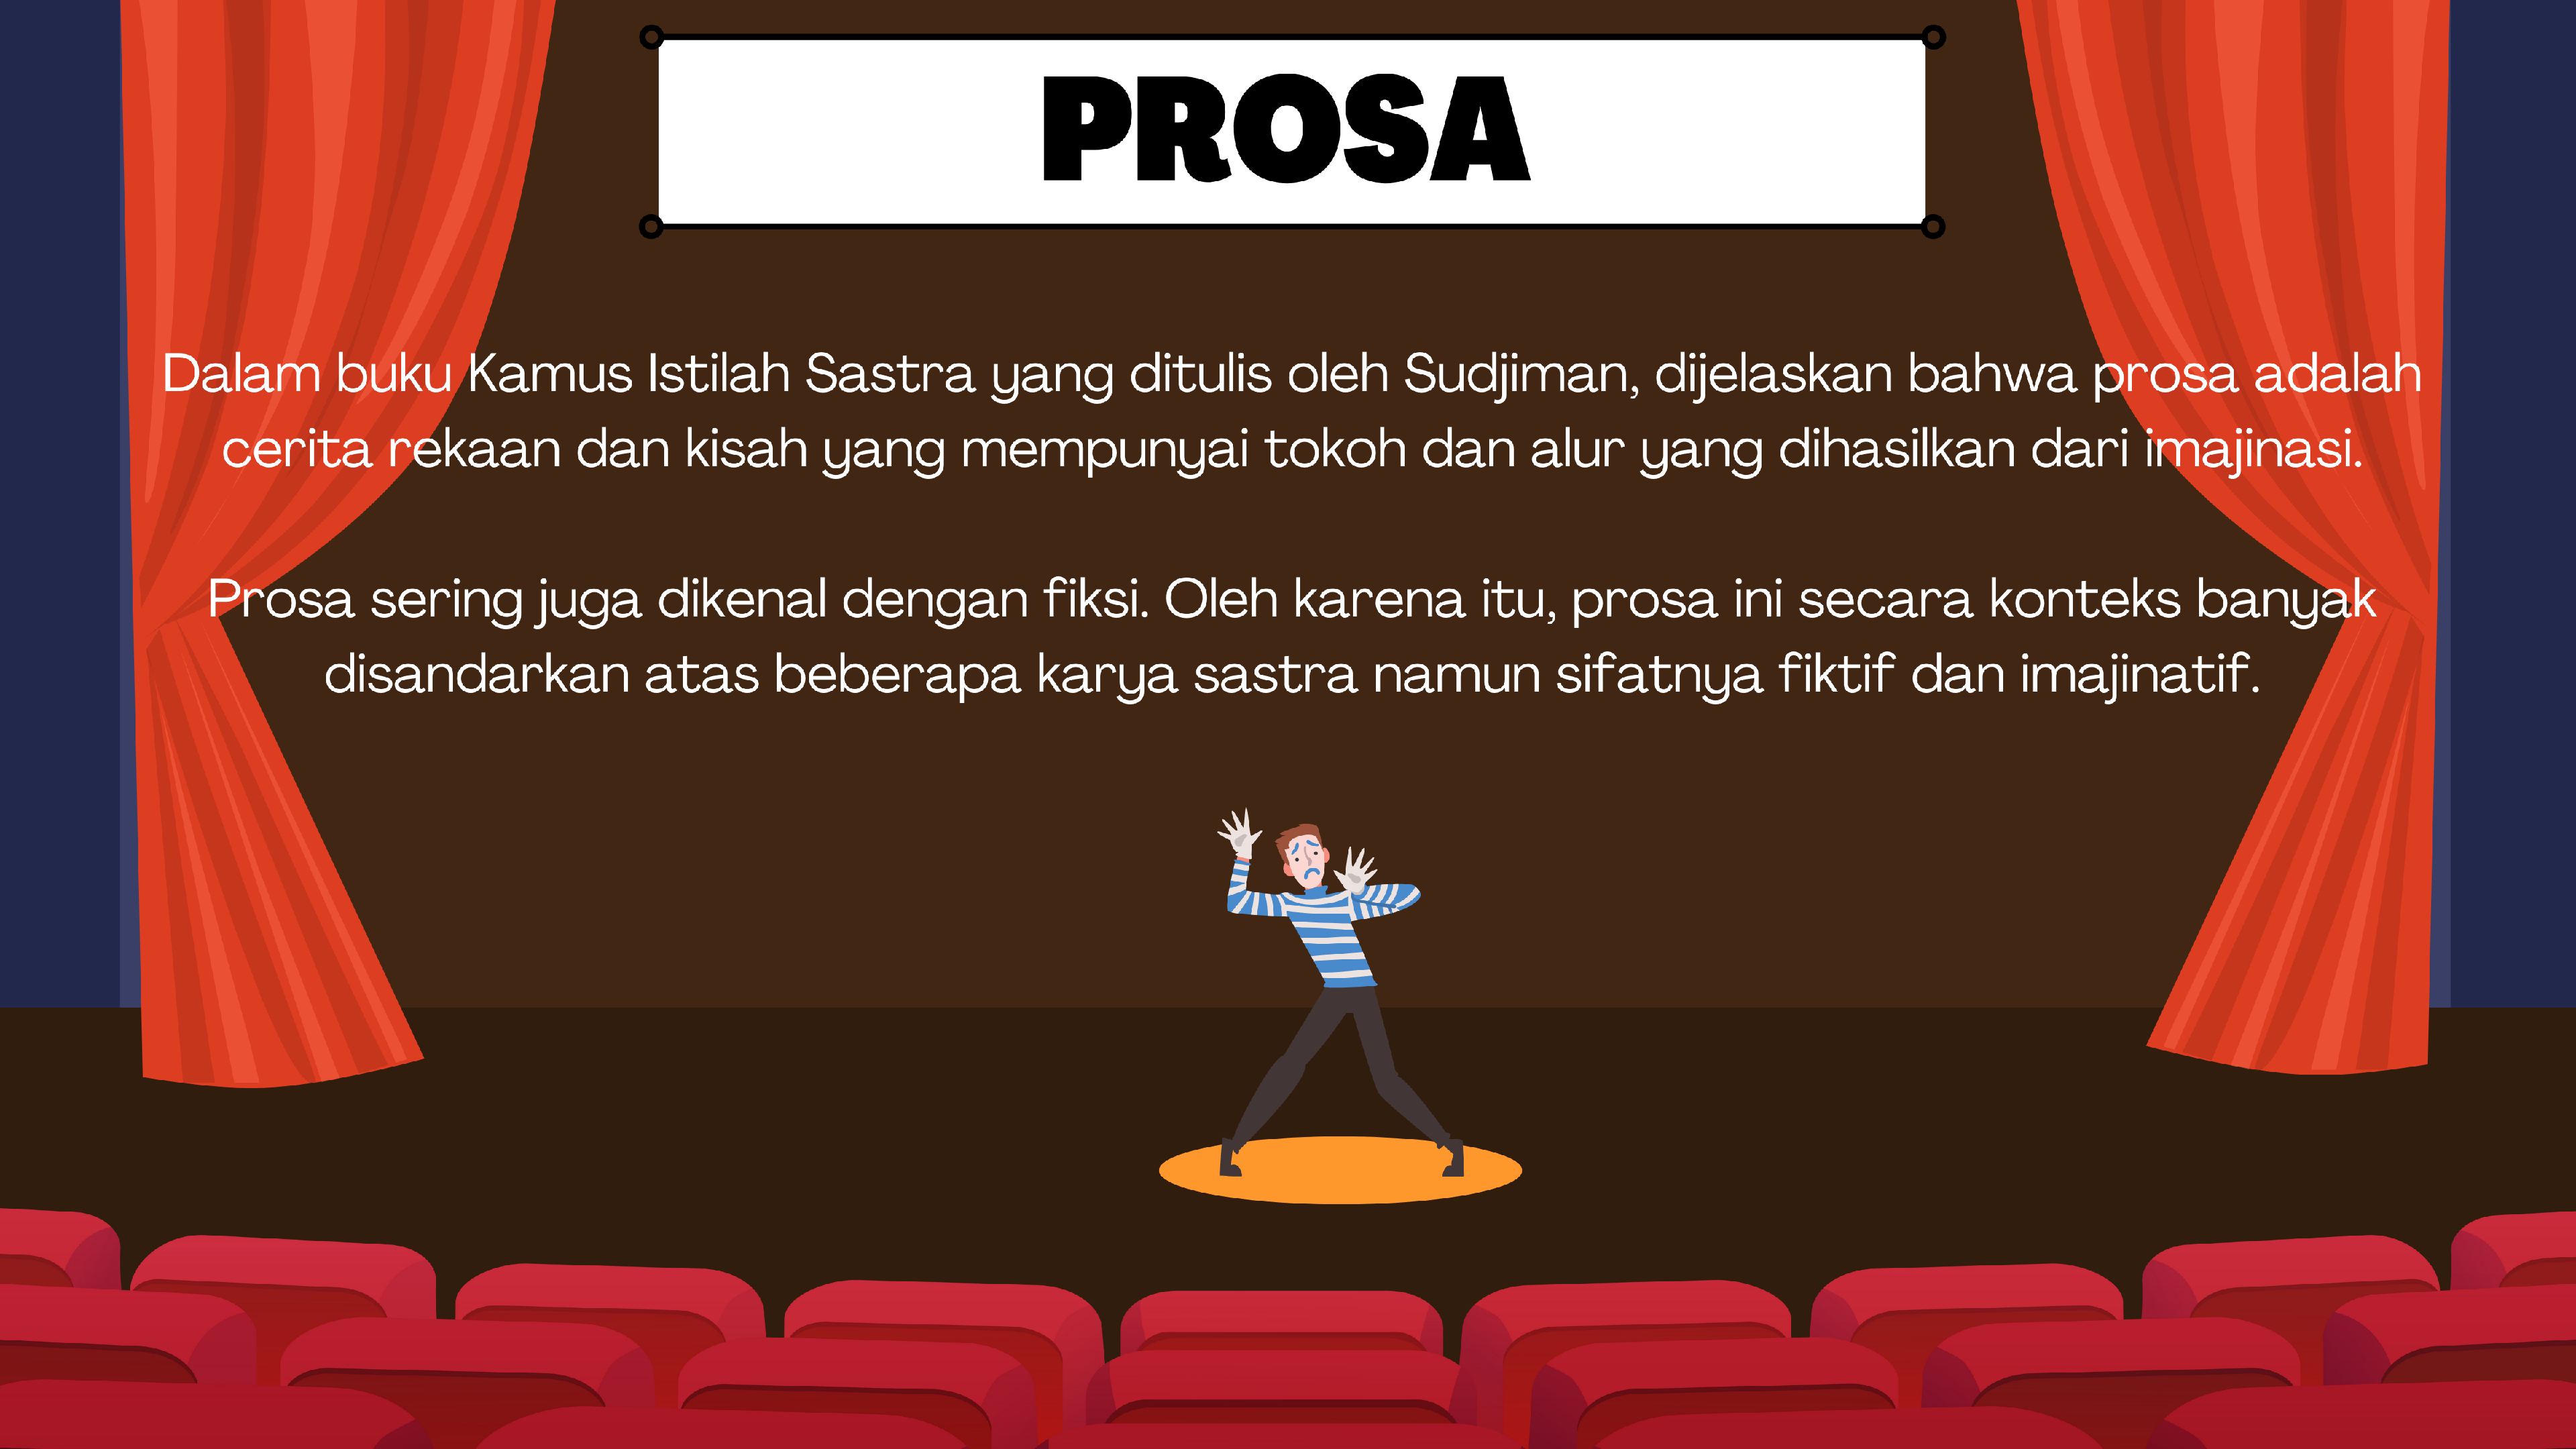 PROSA
Dalam buku Kamus Istilah Sastra yang ditulis oleh Sudjiman, dijelaskan bahwa prosa adalah
cerita rekaan dan kisah yang mempunyai tokoh dan alur yang dihasilkan dari imajinasi.
Prosa sering juga dikenal dengan fiksi. Oleh karena itu, prosa ini secara konteks banyak
disandarkan atas beberapa karya sastra namun sifatnya fiktif dan imajinatif.